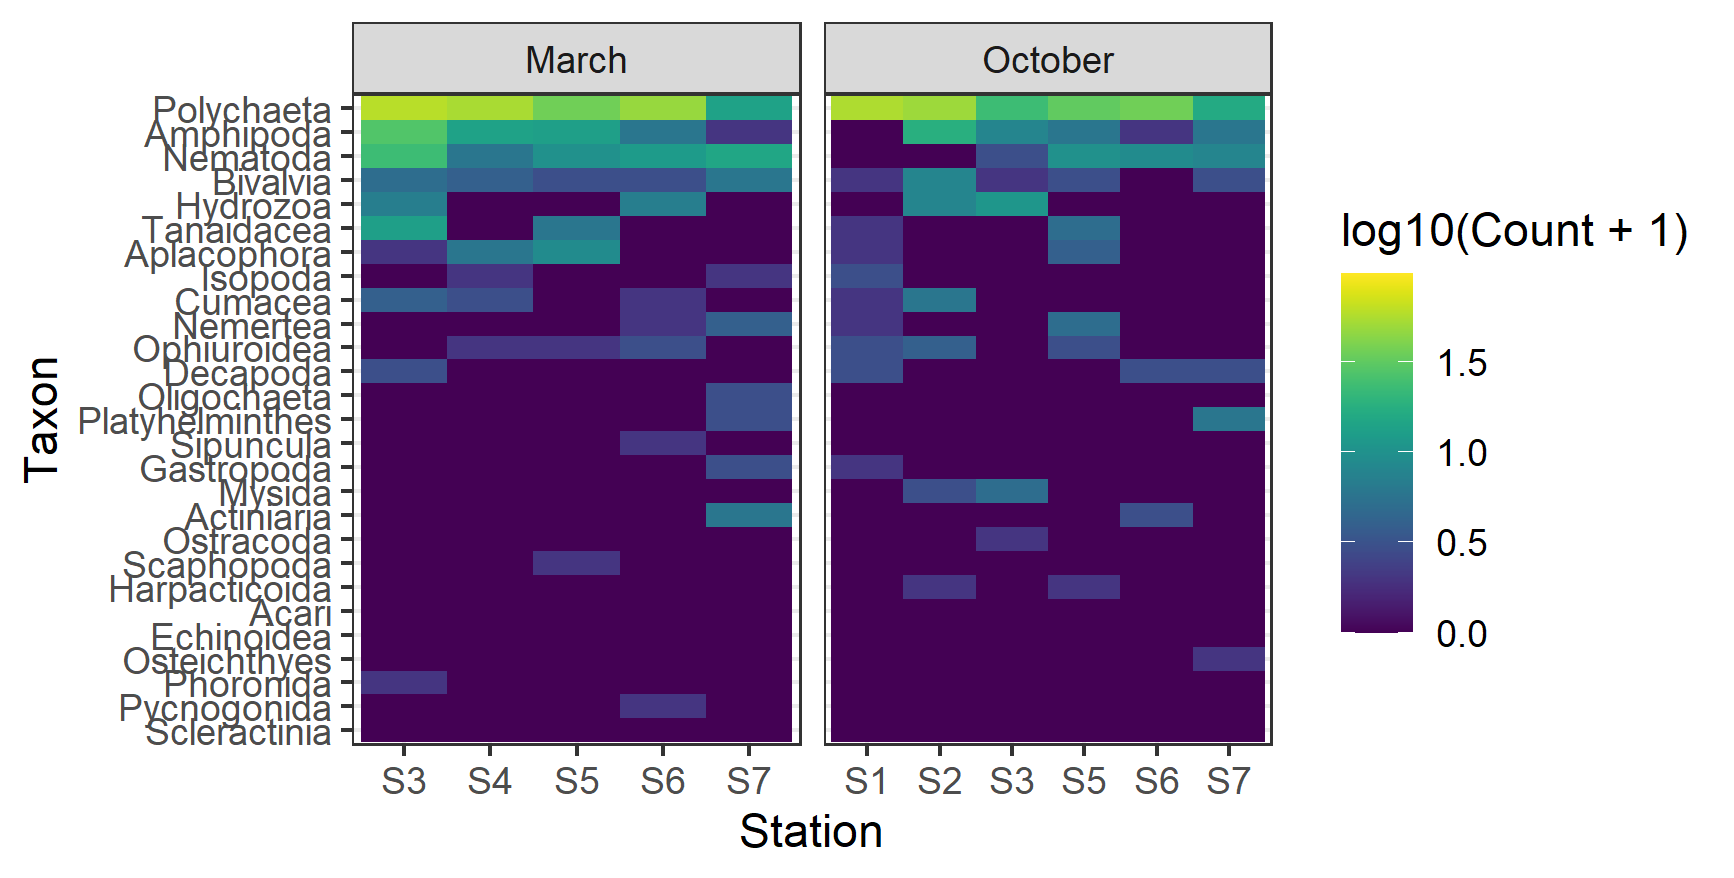 March
October
Polychaeta
Amphipoda
Nematoda
Bivalvia
Hydrozoa
Tanaidacea
Aplacophora
Isopoda
Cumacea
Nemertea
Ophiuroidea
Decapoda
Oligochaeta
Platyhelminthes
Sipuncula
Gastropoda
Mysida
Actiniaria
Ostracoda
Scaphopoda
Harpacticoida
Acari
Echinoidea
Osteichthyes
Phoronida
Pycnogonida
Scleractinia
Taxon
S3 S4 S5 S6 S7
S1 S2 S3 S5 S6 S7
Station
log10(Count + 1)
1.5
1.0
0.5
0.0